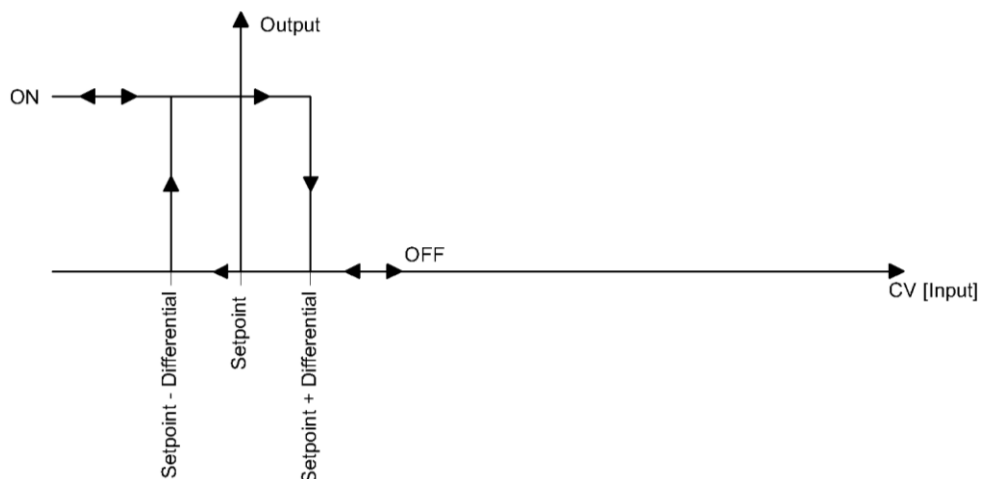 Output
ON
OFF
CV [Input]
Setpoint - Differential
Setpoint
Setpoint + Differential